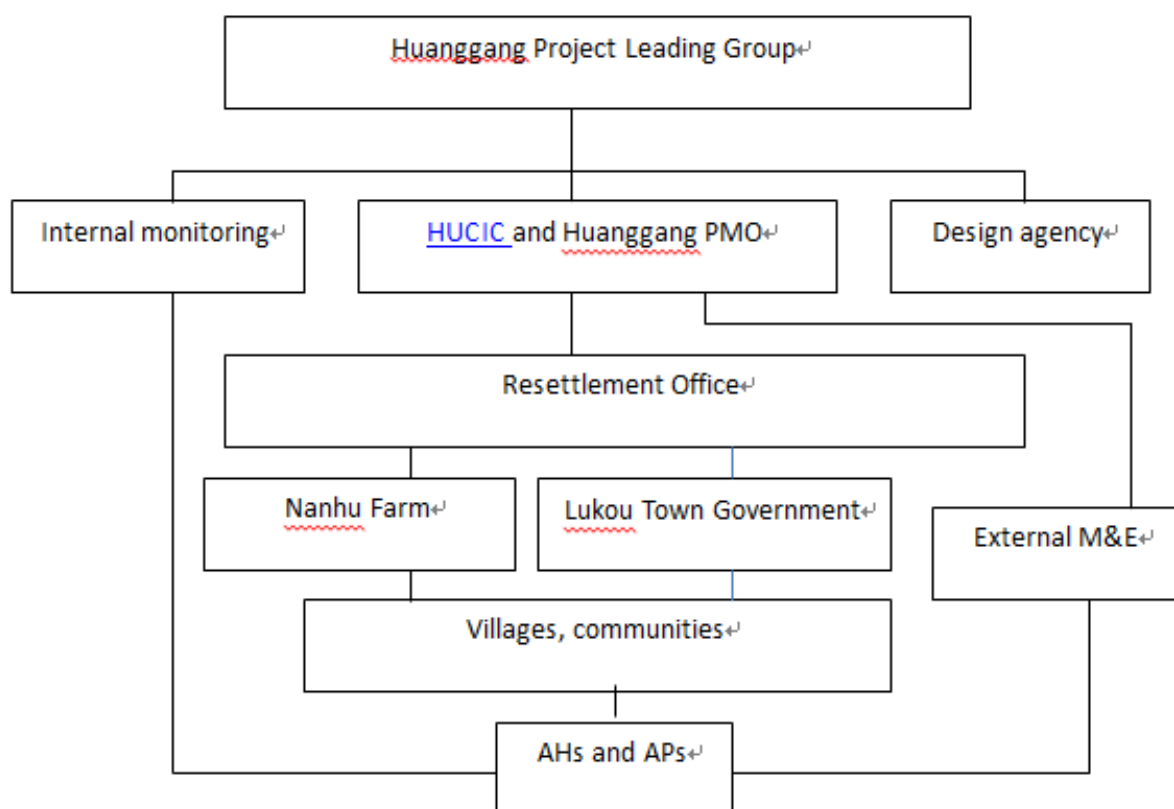 Huanggang Project Leading Group
Internal monitoring
HUCIC and Huanggang PMO
Design agency
Resettlement Office
Nanhu Farm
Lukou Town Government
External M&E
Villages, communities
AHs and APs